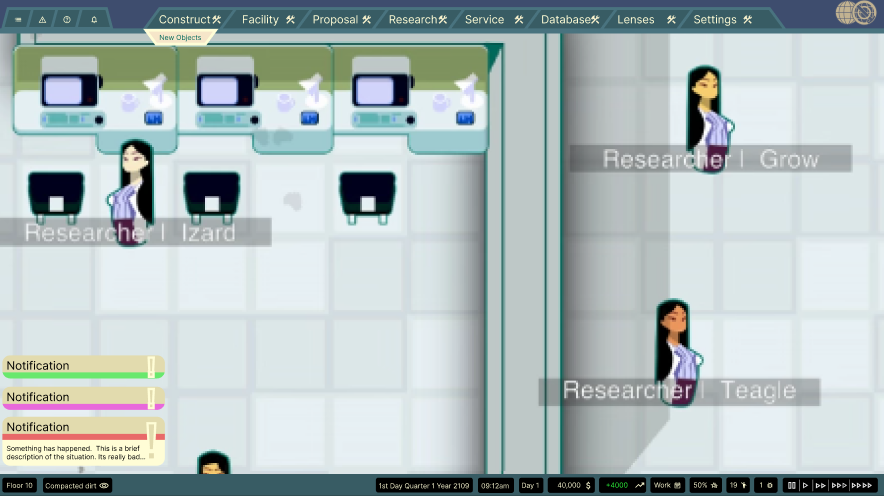 Construct Facility Proposal Research Service Database Lenses Settings
New Objects
Researcher | Grow
Researcher | Izard
Researcher | Teagle
Notification
Notification
Notification
Something has happened. This is a brief
description of the situation. Its really bad...
Floor 10 Compacted dirt 1st Day Quarter 1 Year 2109 09:12am Day 1 40,000 $ +4000 Work 50% 19 1